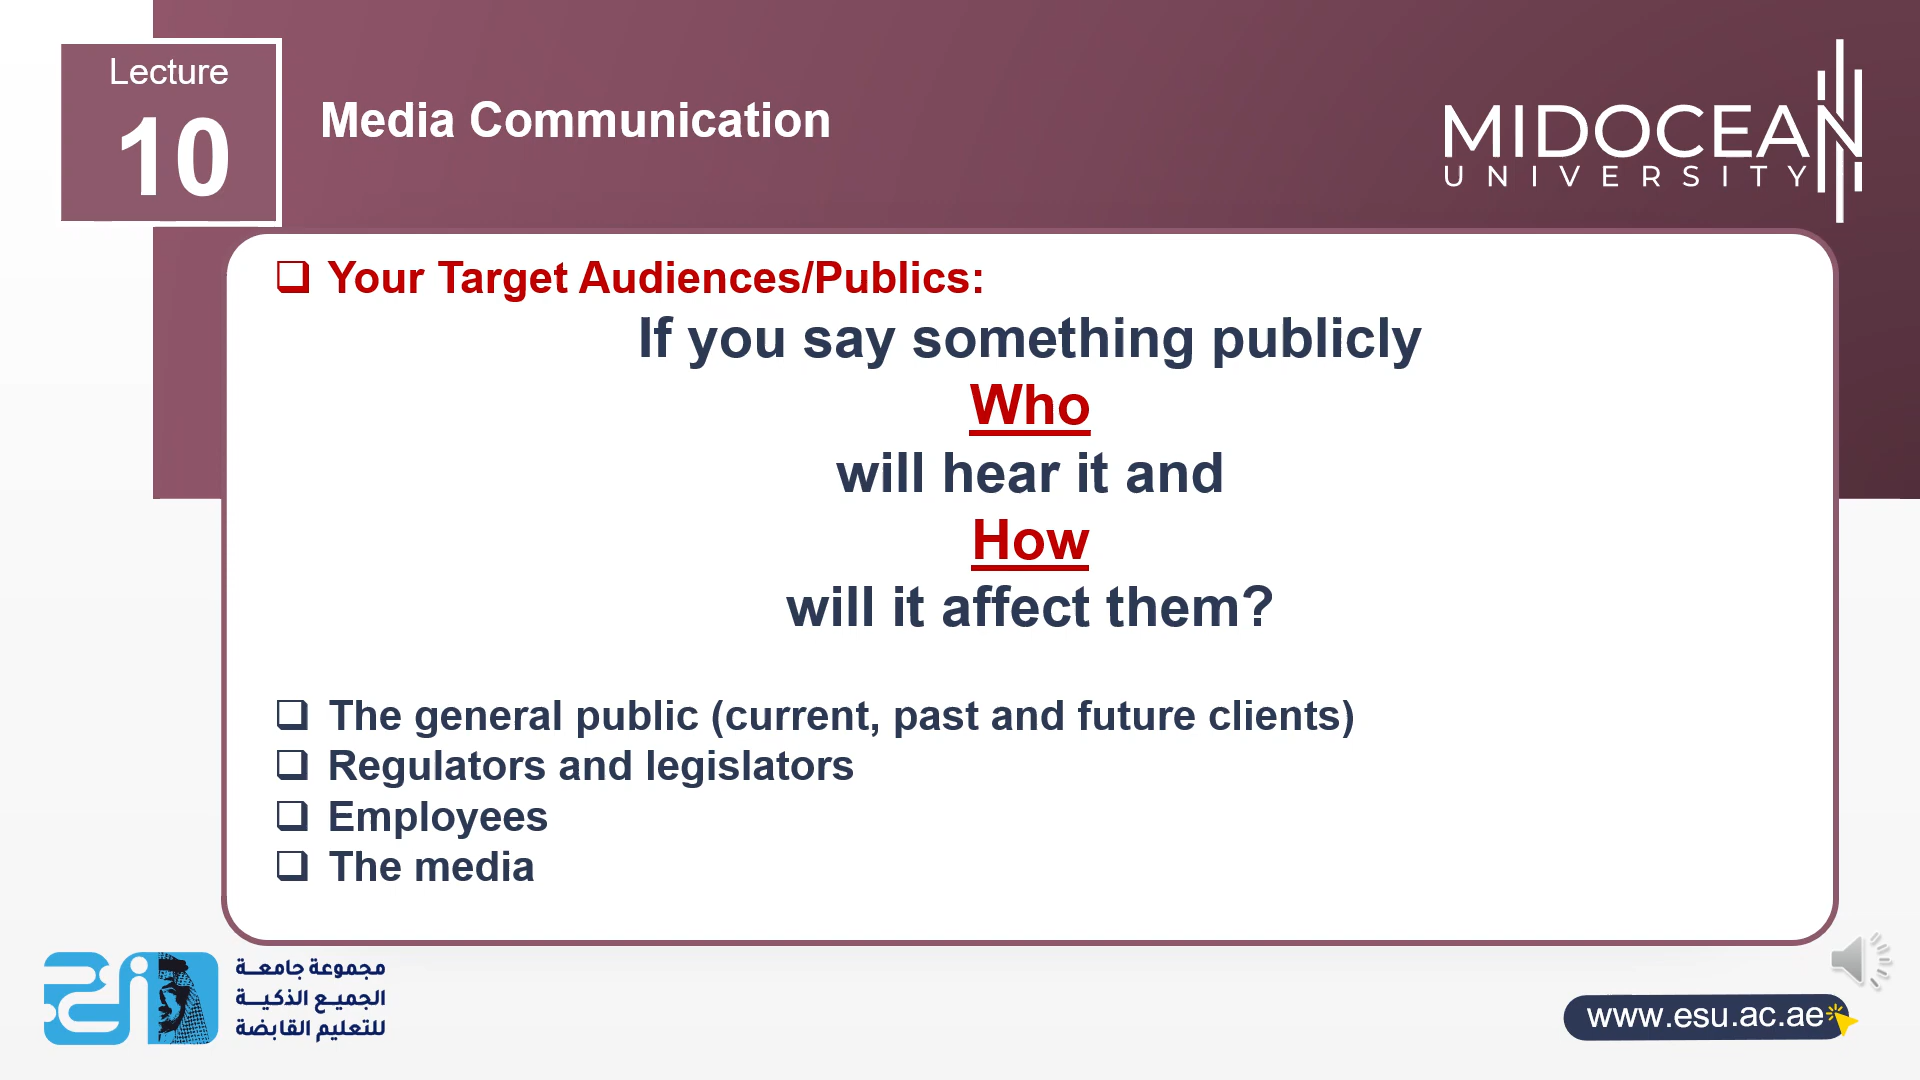 Lecture
10
Media Communication
MIDOCEAN
UNIVERSITY
Your Target Audiences/Publics:
If you say something publicly
Who
will hear it and
How
will it affect them?
The general public (current, past and future clients)
Regulators and legislators
Employees
The media
مجموعة جامعة
الجميع الذكية
للتعليم القابضة
www.esu.ac.ae